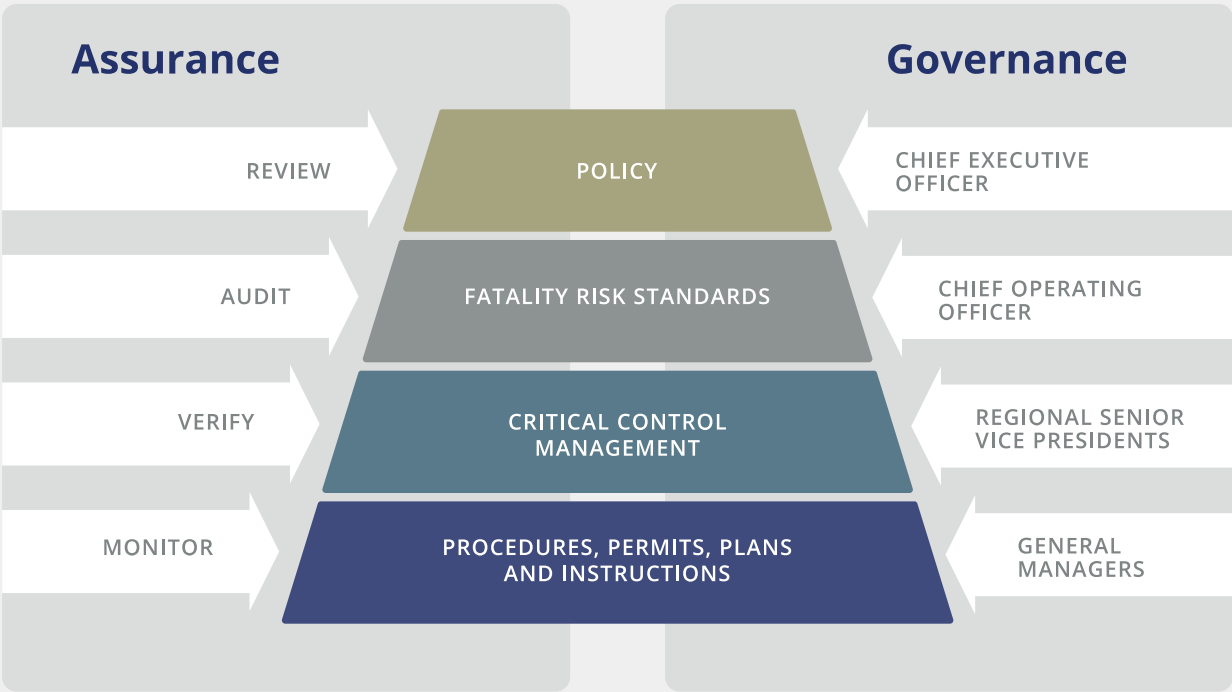 Assurance
Governance
REVIEW
POLICY
CHIEF EXECUTIVE
OFFICER
AUDIT
FATALITY RISK STANDARDS
CHIEF OPERATING
OFFICER
VERIFY
CRITICAL CONTROL
MANAGEMENT
REGIONAL SENIOR
VICE PRESIDENTS
MONITOR
PROCEDURES, PERMITS, PLANS
AND INSTRUCTIONS
GENERAL
MANAGERS